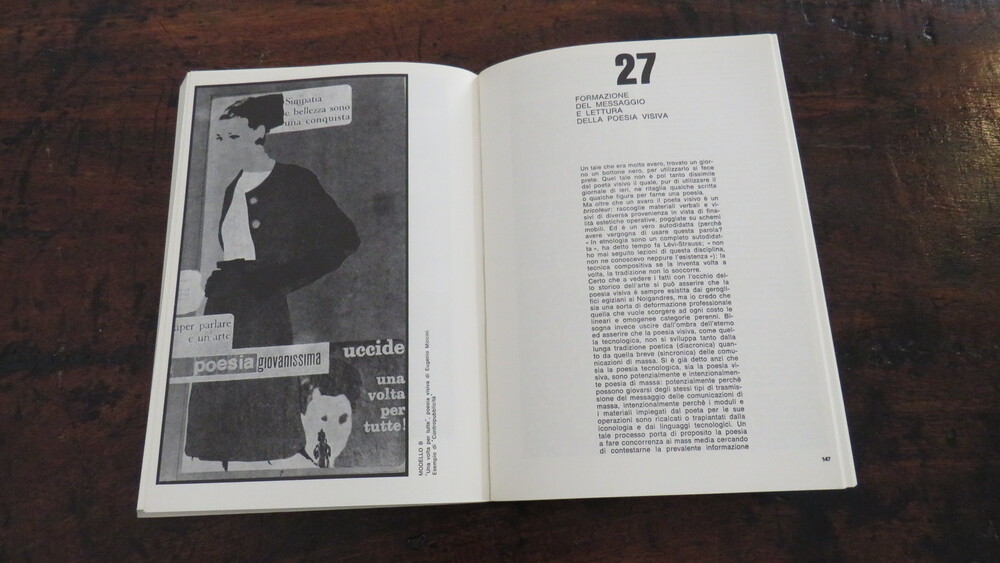 Simpatia
e bellezza sono
una conquista
per parlare
e un'arte
poesia giovanissima
uccide
una
volta
per
tutte!
MODELLO B
"Una volta per tutte", poesia visiva di Eugenio Miccini.
Esempio di "Contropubblicità"
27
FORMAZIONE
DEL MESSAGGIO
E LETTURA
DELLA POESIA VISIVA
Un tale che era molto avaro, trovato un gior-
no un bottone nero, per utilizzarlo si fece
prete. Quel tale non è poi tanto dissimile
dal poeta visivo il quale, pur di utilizzare il
giornale di ieri, ne ritaglia qualche scritta
o qualche figura per farne una poesia.
Ma oltre che un avaro il poeta visivo è un
bricoleur: raccoglie materiali verbali e vi-
sivi di diversa provenienza in vista di fina-
lità estetiche operative, poggiate su schemi
mobili. Ed è un vero autodidatta (perché
avere vergogna di usare questa parola?
« In etnologia sono un completo autodidat-
ta », ha detto tempo fa Lévi-Strauss; « non
ho mai seguito lezioni di questa disciplina,
non ne conoscevo neppure l'esistenza »): la
tecnica compositiva se la inventa volta a
volta, la tradizione non lo soccorre.
Certo che a vedere i fatti con l'occhio del-
lo storico dell'arte si può asserire che la
poesia visiva è sempre esistita dai gerogli-
fici egiziani ai Noigandres, ma io credo che
sia una sorta di deformazione professionale
quella che vuole scorgere ad ogni costo le
lineari e omogenee categorie perenni. Bi-
sogna invece uscire dall'ombra dell'eterno
ed asserire che la poesia visiva, come quel-
la tecnologica, non si sviluppa tanto dalla
lunga tradizione poetica (diacronica) quan-
to da quella breve (sincronica) delle comu-
nicazioni di massa. Si è già detto anzi che
la poesia tecnologica, sia la poesia vi-
siva, sono potenzialmente e intenzionalmen-
te poesia di massa: potenzialmente perchè
possono giovarsi degli stessi tipi di trasmis-
sione del messaggio delle comunicazioni di
massa, intenzionalmente perchè i moduli e
i materiali impiegati dal poeta per le sue
operazioni sono ricalcati o trapiantati dalla
iconologia e dai linguaggi tecnologici. Un
tale processo porta di proposito la poesia
a fare concorrenza ai mass media cercando
di contestarne la prevalente informazione
147